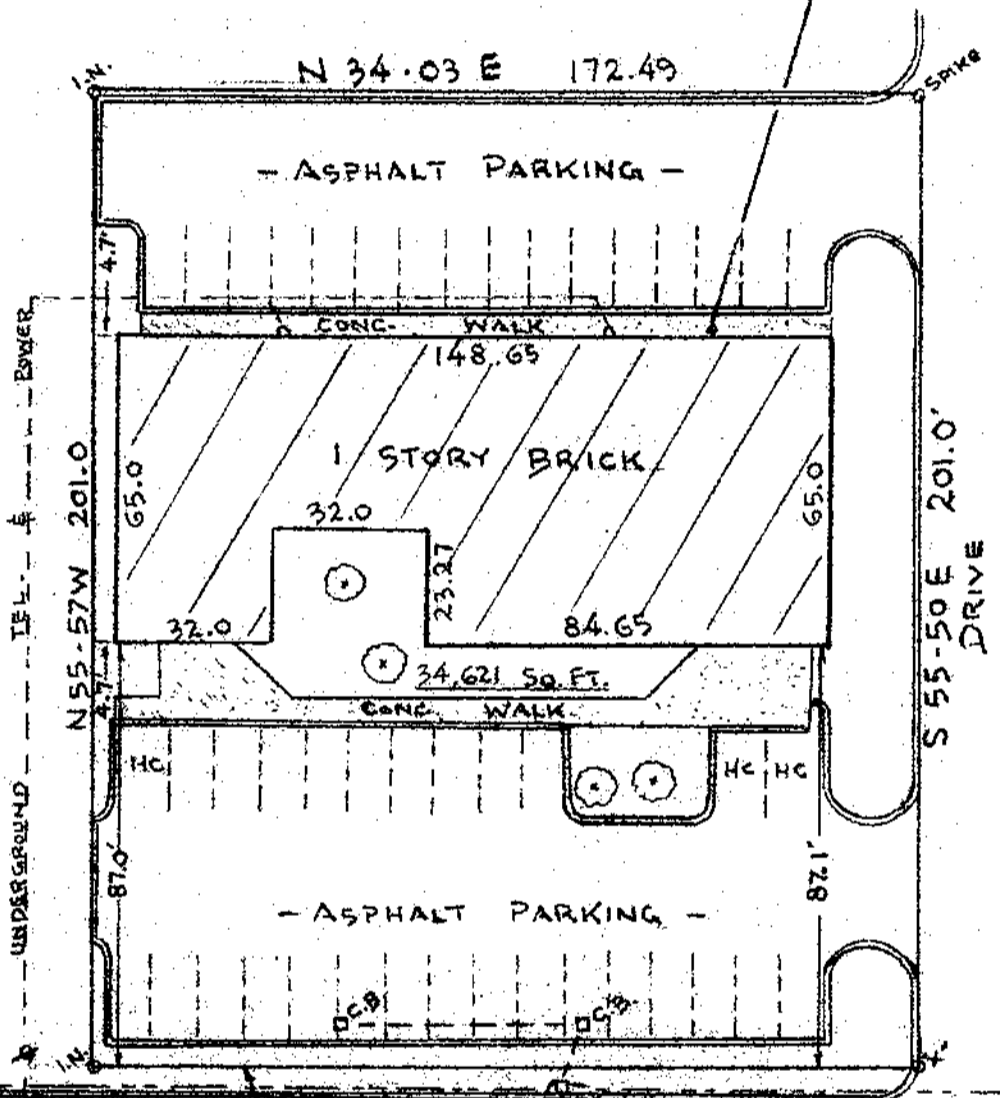 N 34·03 E 172.49
I.N.
SPIKE
- ASPHALT PARKING -
4.7'
CONC. WALK
148.65
1 STORY BRICK
65.0
65.0
32.0
23.27
32.0
84.65
34,621 SQ. FT.
CONC. WALK
4.7'
HC
HC
HC
87.0'
87.1'
- ASPHALT PARKING -
C.B.
C.B.
I.N.
"X"
N 55-57W 201.0
S 55-50 E 201.0'
DRIVE
UNDERGROUND TEL. & POWER